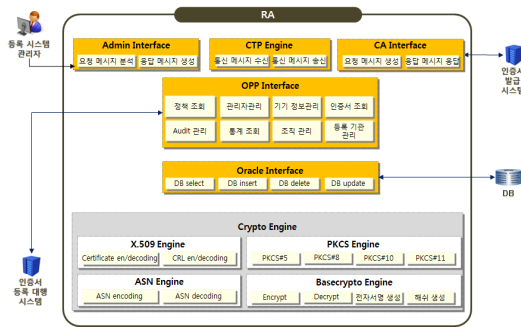 RA
등록 시스템
관리자
Admin Interface
요청 메시지 분석
응답 메시지 생성
CTP Engine
통신 메시지 수신
통신 메시지 송신
CA Interface
요청 메시지 생성
응답 메시지 응답
인증서
발급
시스템
OPP Interface
정책 조회
관리자관리
기기 정보관리
인증서 조회
Audit 관리
통계 조회
조직 관리
등록 기관
관리
Oracle Interface
DB select
DB insert
DB delete
DB update
DB
Crypto Engine
X.509 Engine
Certificate en/decoding
CRL en/decoding
PKCS Engine
PKCS#5
PKCS#8
PKCS#10
PKCS#11
ASN Engine
ASN encoding
ASN decoding
Basecrypto Engine
Encrypt
Decrypt
전자서명 생성
해쉬 생성
인증서
등록 대행
시스템